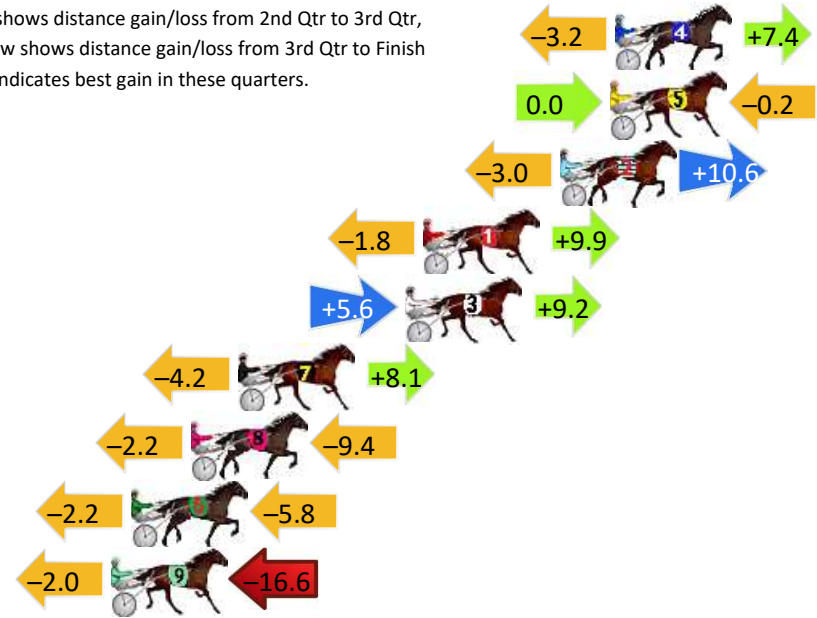 shows distance gain/loss from 2nd Qtr to 3rd Qtr,
w shows distance gain/loss from 3rd Qtr to Finish
ndicates best gain in these quarters.
–3.2 4 +7.4
0.0 5 –0.2
–3.0 2 +10.6
–1.8 1 +9.9
+5.6 3 +9.2
–4.2 7 +8.1
–2.2 8 –9.4
–2.2 6 –5.8
–2.0 9 –16.6